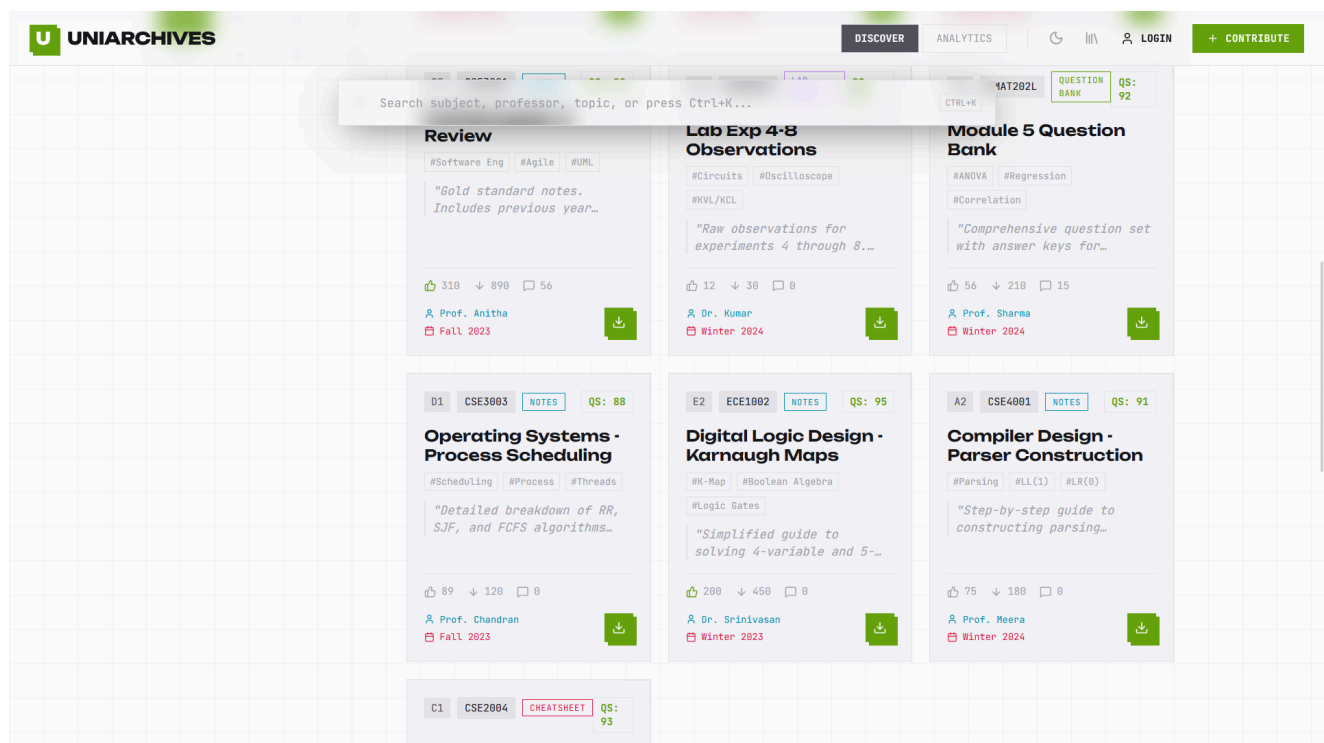 U UNIARCHIVES
DISCOVER
ANALYTICS
LOGIN
+ CONTRIBUTE
Search subject, professor, topic, or press Ctrl+K...
CTRL+K
Review
#Software Eng #Agile #UML
"Gold standard notes.
Includes previous year…
310 890 56
Prof. Anitha
Fall 2023
Lab Exp 4-8
Observations
#Circuits #Oscilloscope
#KVL/KCL
"Raw observations for
experiments 4 through 8.…
12 30 0
Dr. Kumar
Winter 2024
MAT202L
QUESTION
BANK
QS:
92
Module 5 Question
Bank
#ANOVA #Regression
#Correlation
"Comprehensive question set
with answer keys for…
56 210 15
Prof. Sharma
Winter 2024
D1 CSE3003 NOTES QS: 88
Operating Systems -
Process Scheduling
#Scheduling #Process #Threads
"Detailed breakdown of RR,
SJF, and FCFS algorithms…
89 120 0
Prof. Chandran
Fall 2023
E2 ECE1002 NOTES QS: 95
Digital Logic Design -
Karnaugh Maps
#K-Map #Boolean Algebra
#Logic Gates
"Simplified guide to
solving 4-variable and 5-…
200 450 0
Dr. Srinivasan
Winter 2023
A2 CSE4001 NOTES QS: 91
Compiler Design -
Parser Construction
#Parsing #LL(1) #LR(0)
"Step-by-step guide to
constructing parsing…
75 180 0
Prof. Meera
Winter 2024
C1 CSE2004 CHEATSHEET QS:
93